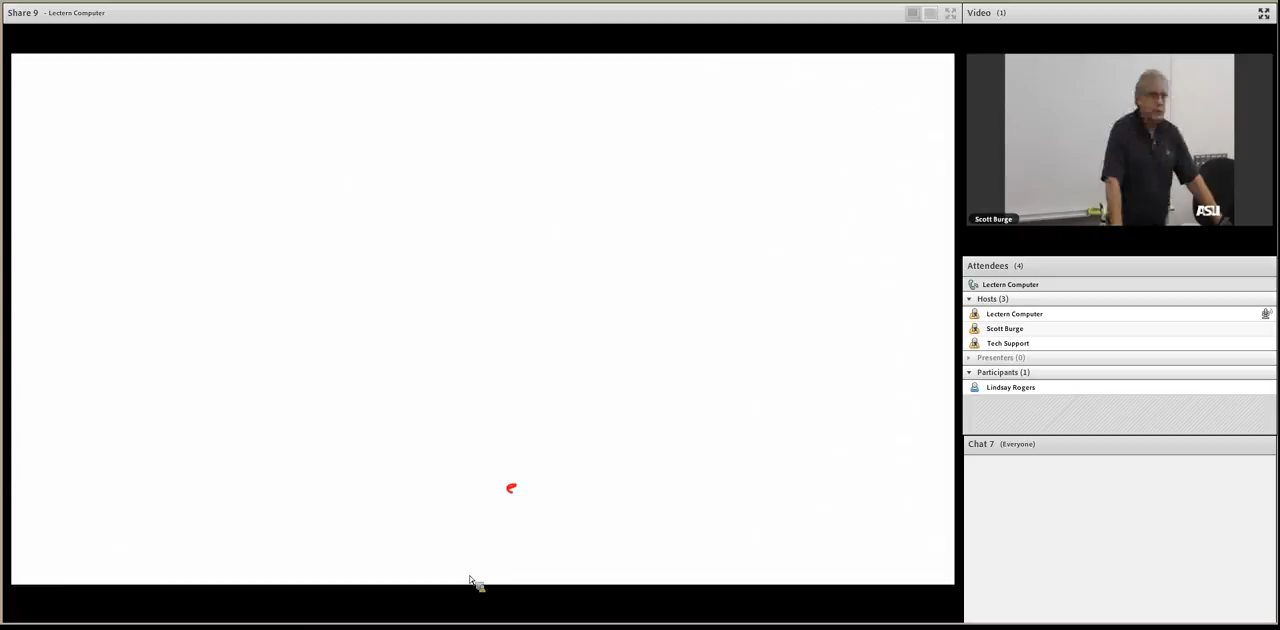 Share 9 - Lectern Computer
Video (1)
Scott Burge
ASU
Attendees (4)
Lectern Computer
Hosts (3)
Lectern Computer
Scott Burge
Tech Support
Presenters (0)
Participants (1)
Lindsay Rogers
Chat 7 (Everyone)